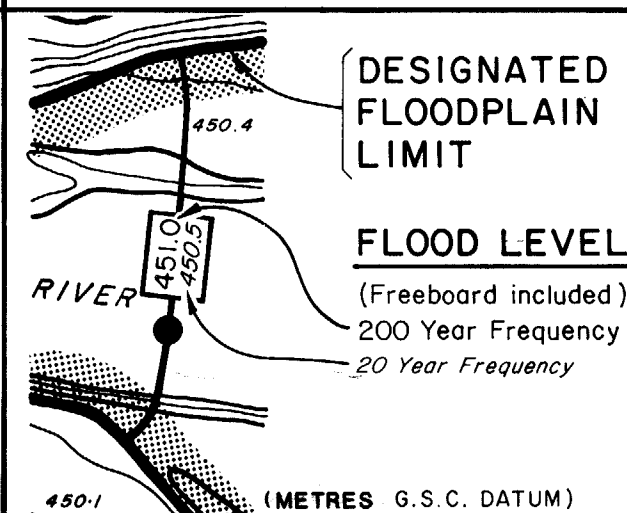 DESIGNATED
FLOODPLAIN
LIMIT
450.4
451.0
450.5
FLOOD LEVEL
(Freeboard included)
200 Year Frequency
20 Year Frequency
RIVER
450.1
(METRES G.S.C. DATUM)